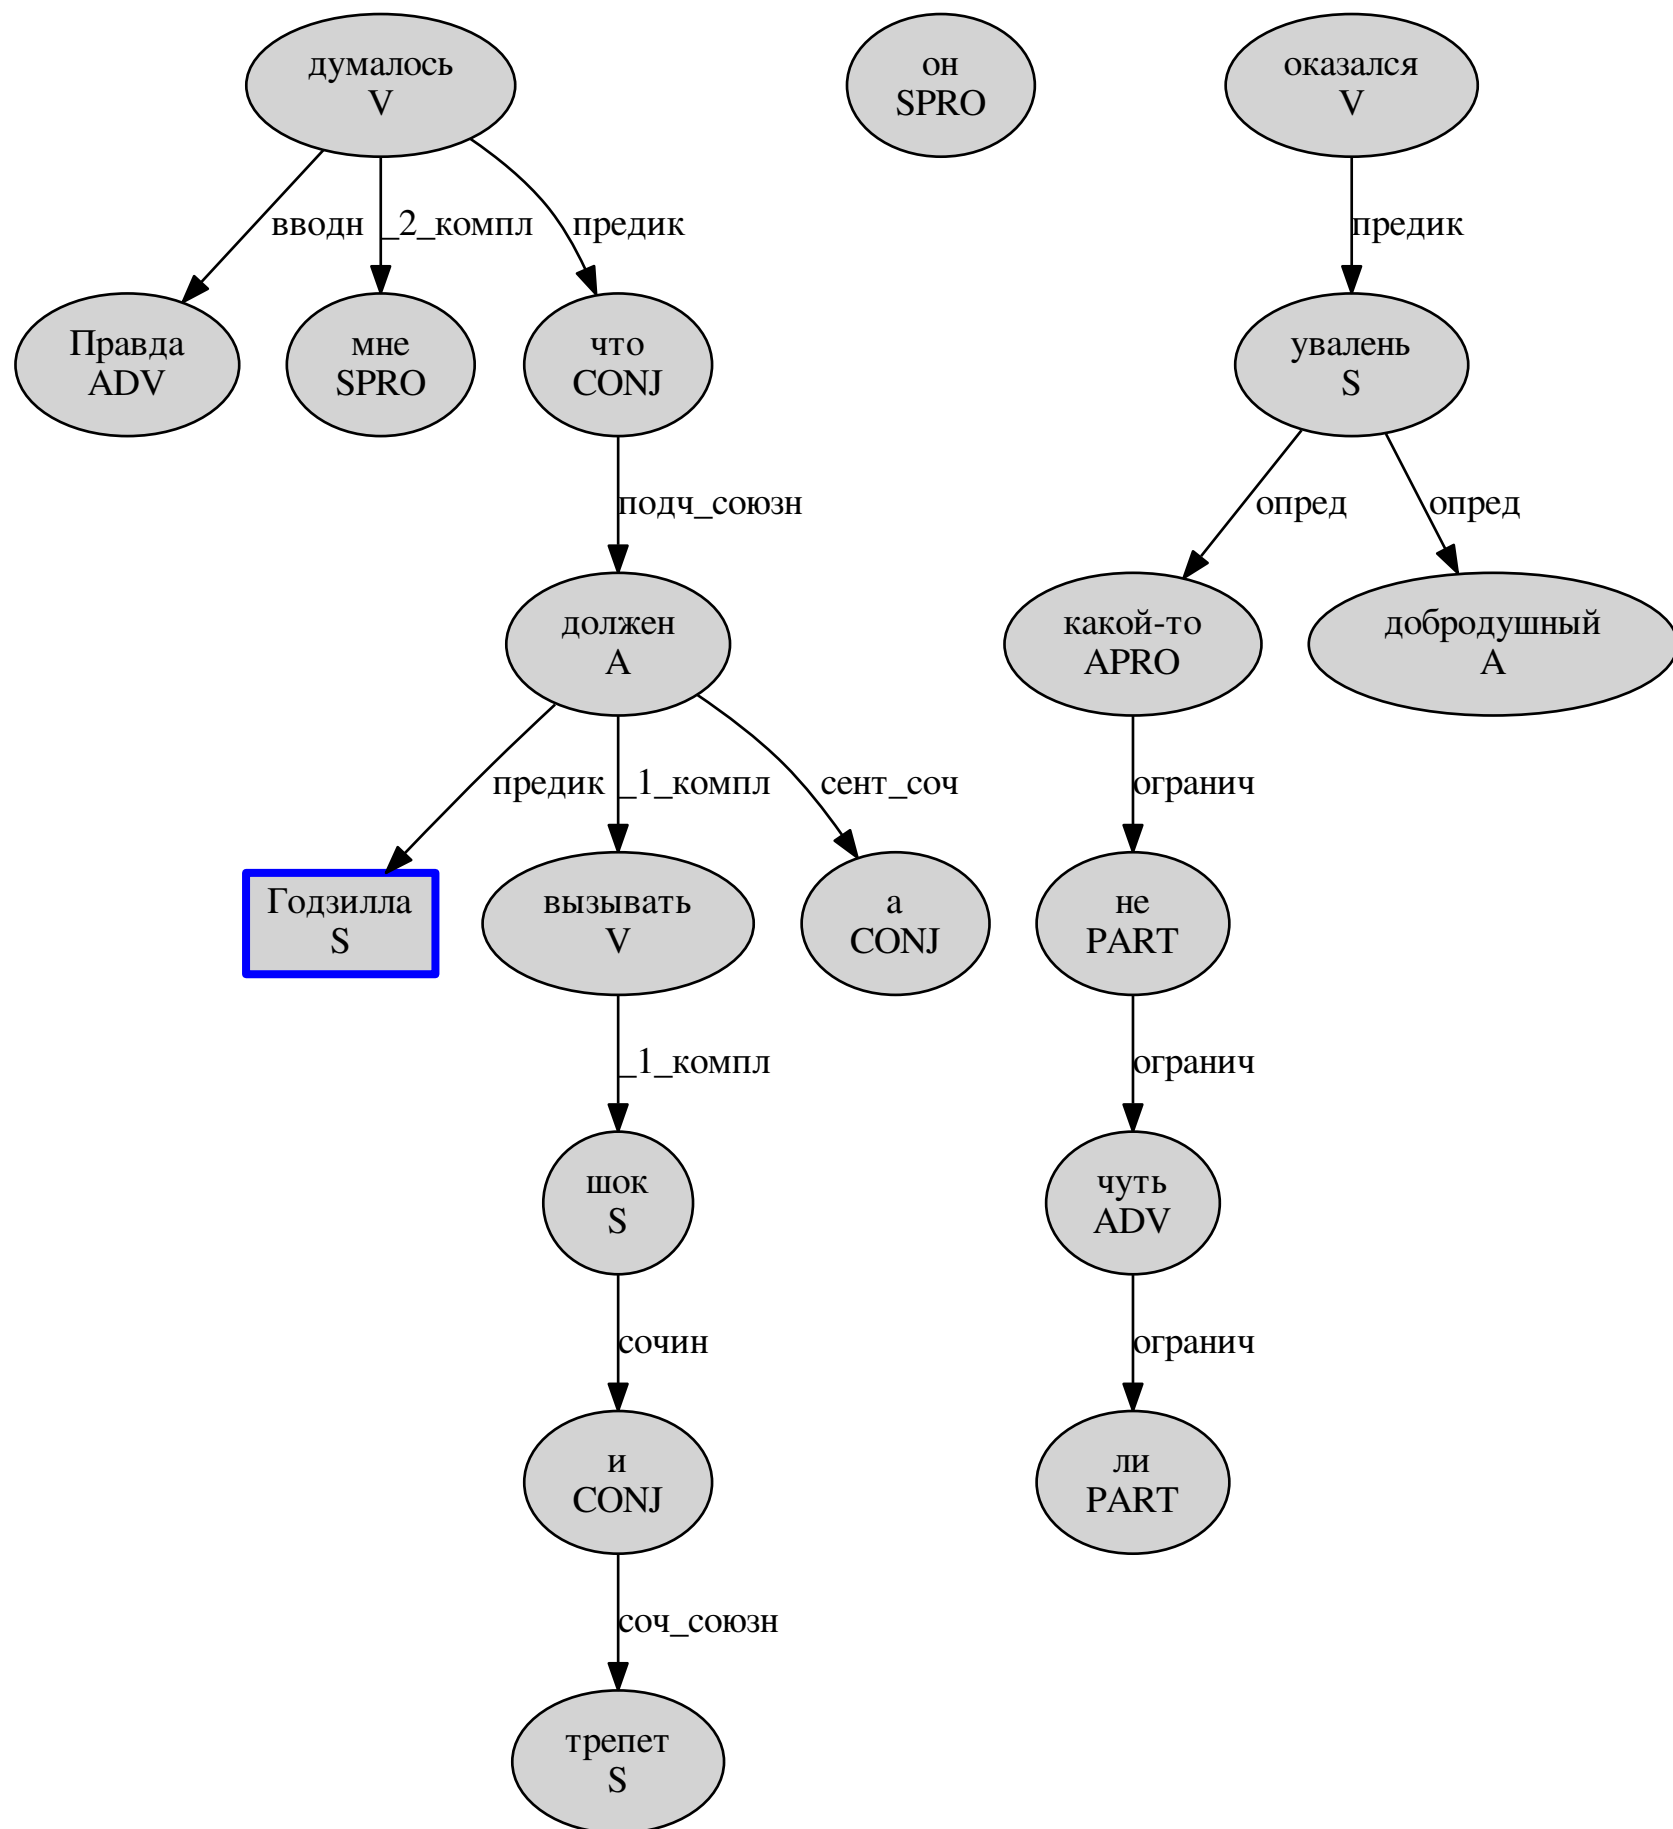 думалось
V
он
SPRO
оказался
V
вводн
_2_компл
предик
предик
Правда
ADV
мне
SPRO
что
CONJ
увалень
S
подч_союзн
опред
опред
должен
A
какой-то
APRO
добродушный
A
предик
_1_компл
сент_соч
огранич
Годзилла
S
вызывать
V
а
CONJ
не
PART
_1_компл
огранич
шок
S
чуть
ADV
сочин
огранич
и
CONJ
ли
PART
соч_союзн
трепет
S